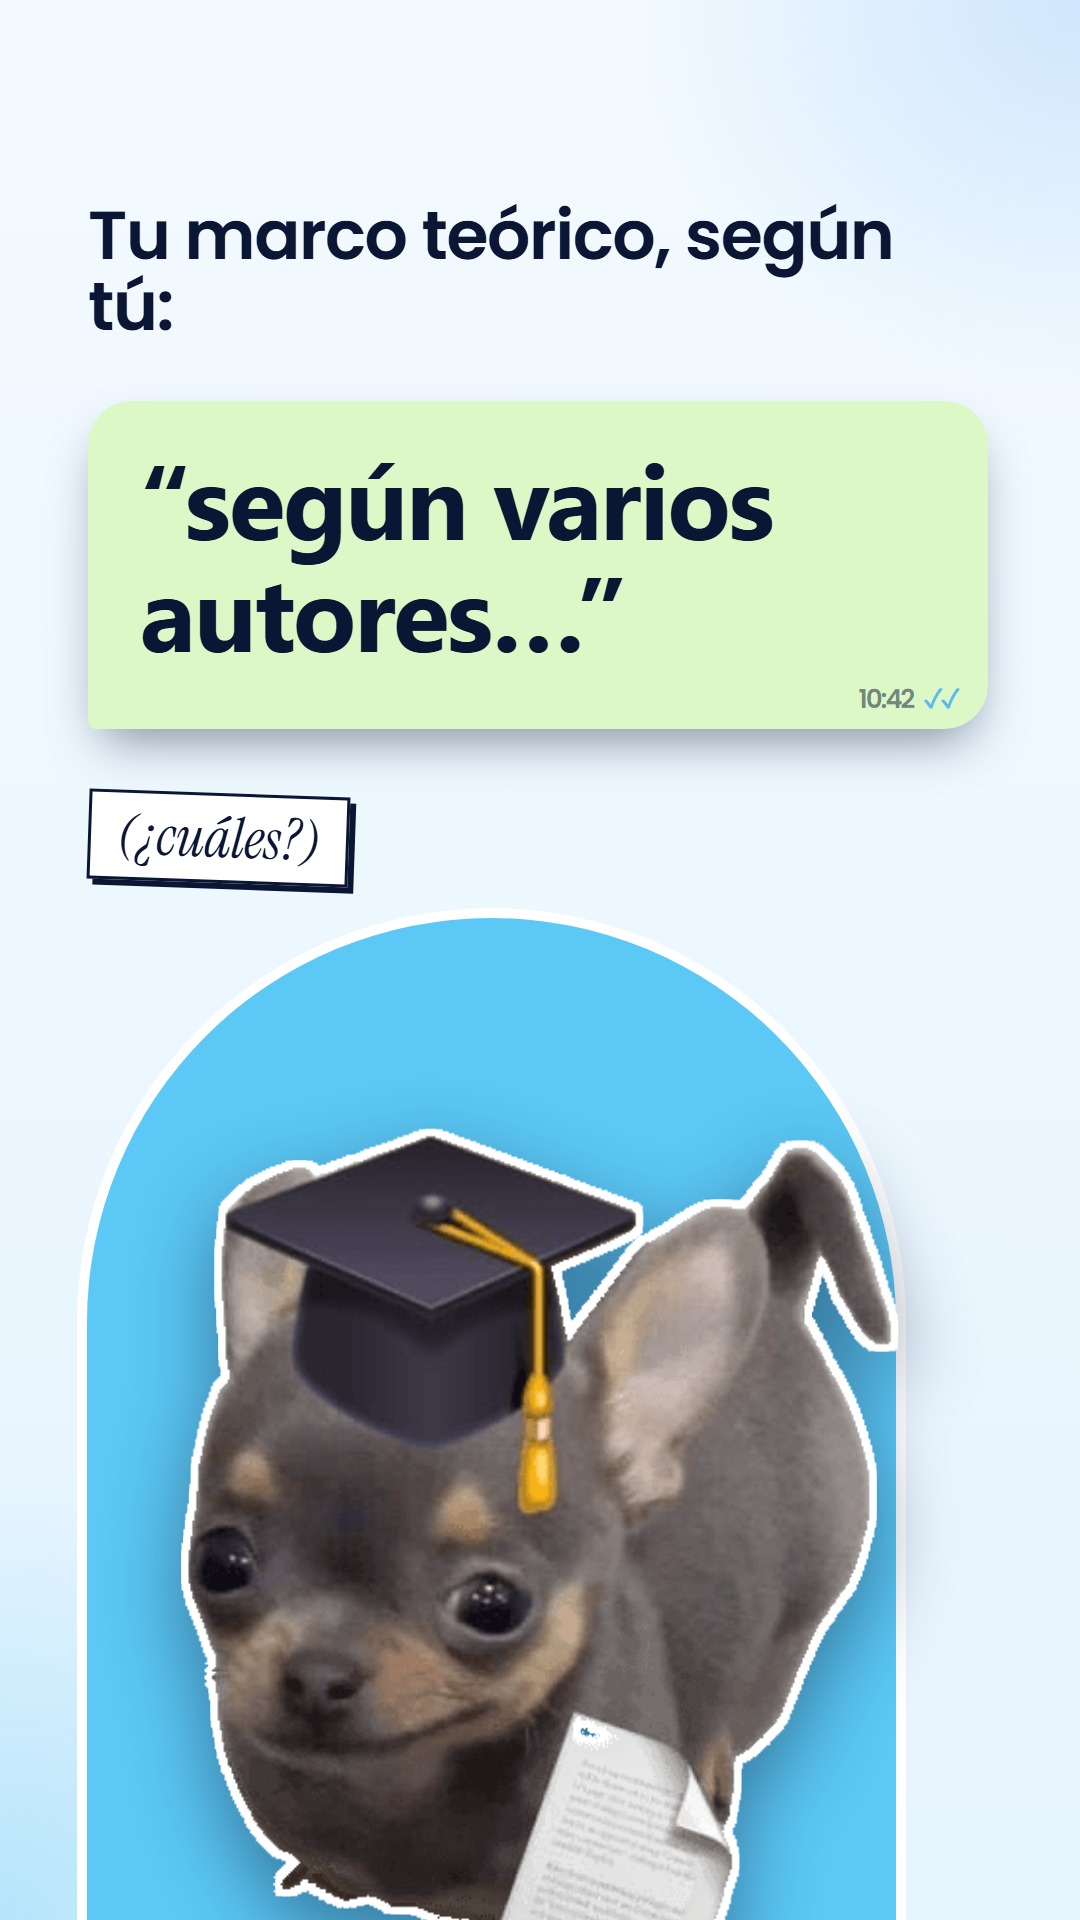 Tu marco teórico, según
tú:
“según varios
autores...”
10:42
(¿cuáles?)